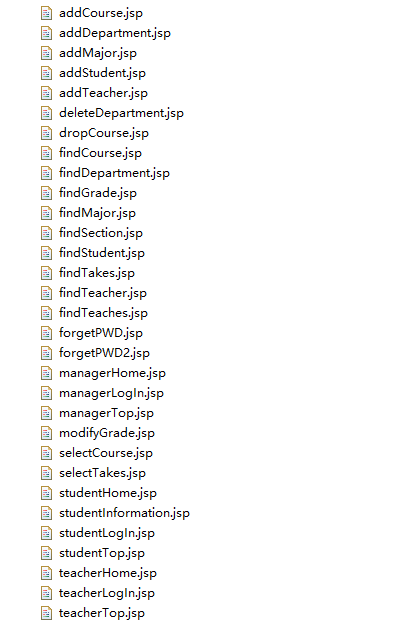 addCourse.jsp
addDepartment.jsp
addMajor.jsp
addStudent.jsp
addTeacher.jsp
deleteDepartment.jsp
dropCourse.jsp
findCourse.jsp
findDepartment.jsp
findGrade.jsp
findMajor.jsp
findSection.jsp
findStudent.jsp
findTakes.jsp
findTeacher.jsp
findTeaches.jsp
forgetPWD.jsp
forgetPWD2.jsp
managerHome.jsp
managerLogIn.jsp
managerTop.jsp
modifyGrade.jsp
selectCourse.jsp
selectTakes.jsp
studentHome.jsp
studentInformation.jsp
studentLogIn.jsp
studentTop.jsp
teacherHome.jsp
teacherLogIn.jsp
teacherTop.jsp